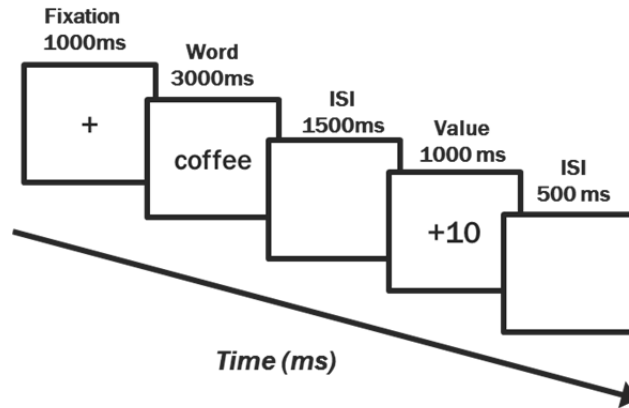 Fixation
1000ms
+
Word
3000ms
coffee
ISI
1500ms
Value
1000 ms
+10
ISI
500 ms
Time (ms)